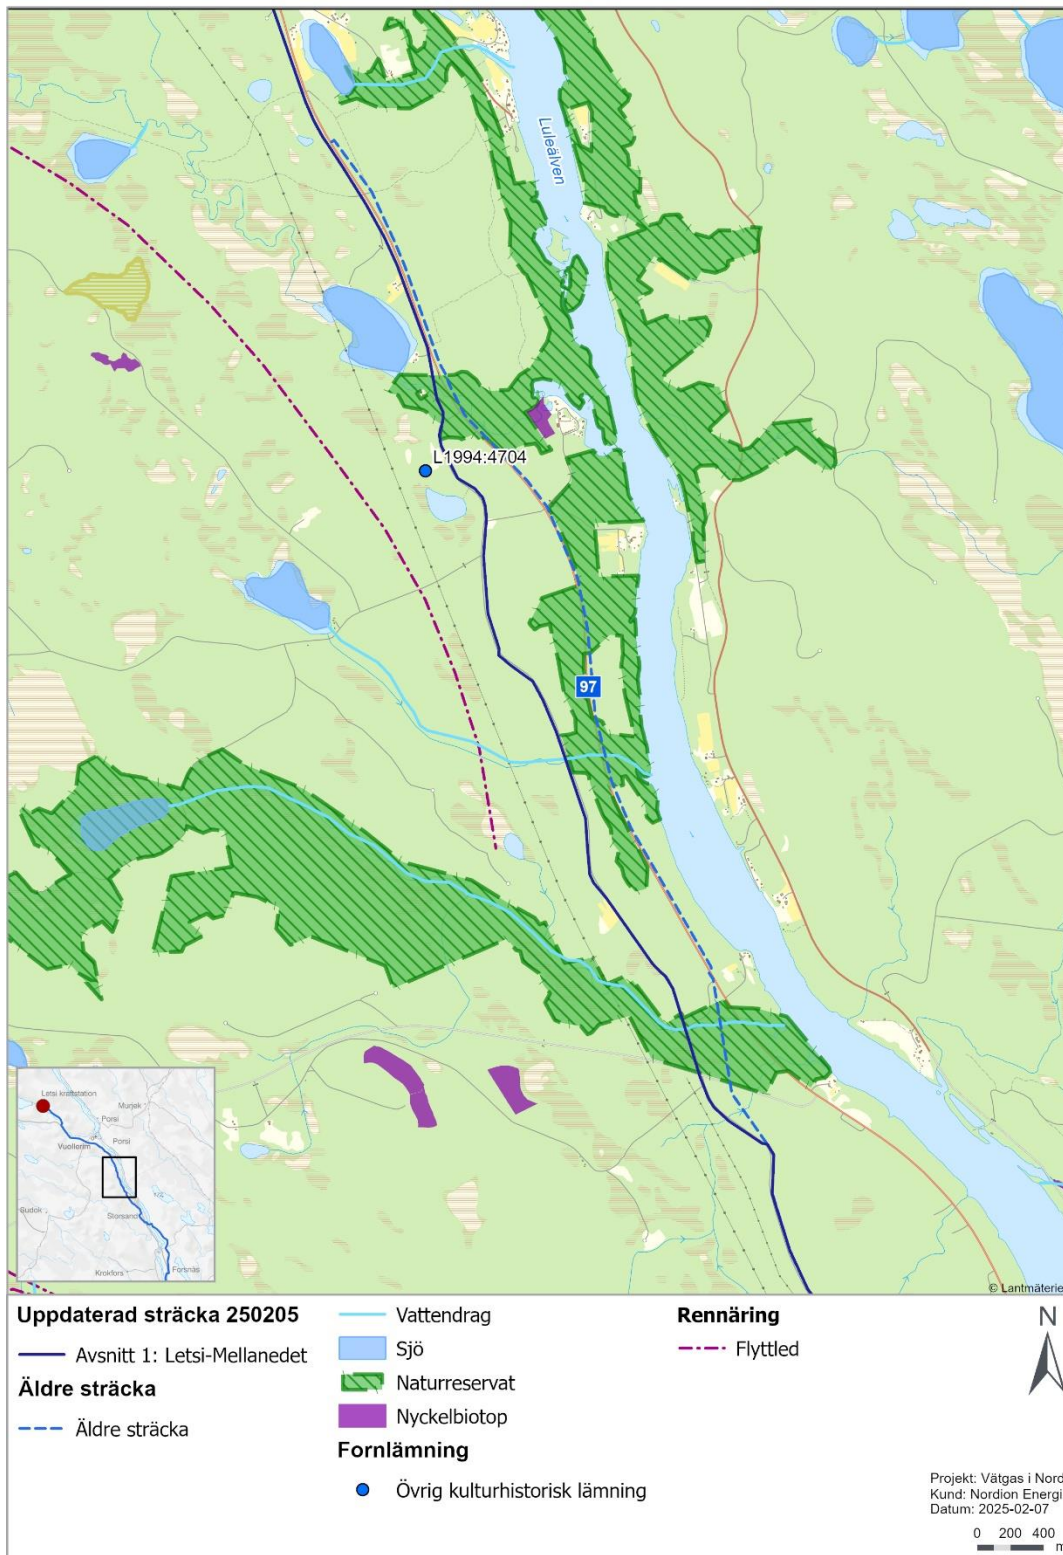 Luleälven
L1994:4704
97
Letsi kraftstation
Murjek
Porsi
Vuollerim
Porsi
Storsand
Krokfors
Forsnäs
© Lantmäterie
Uppdaterad sträcka 250205
Avsnitt 1: Letsi-Mellanedet
Äldre sträcka
Äldre sträcka
Vattendrag
Sjö
Naturreservat
Nyckelbiotop
Fornlämning
Övrig kulturhistorisk lämning
Rennäring
Flyttled
N
Projekt: Vätgas i Nord
Kund: Nordion Energi
Datum: 2025-02-07
0 200 400
m